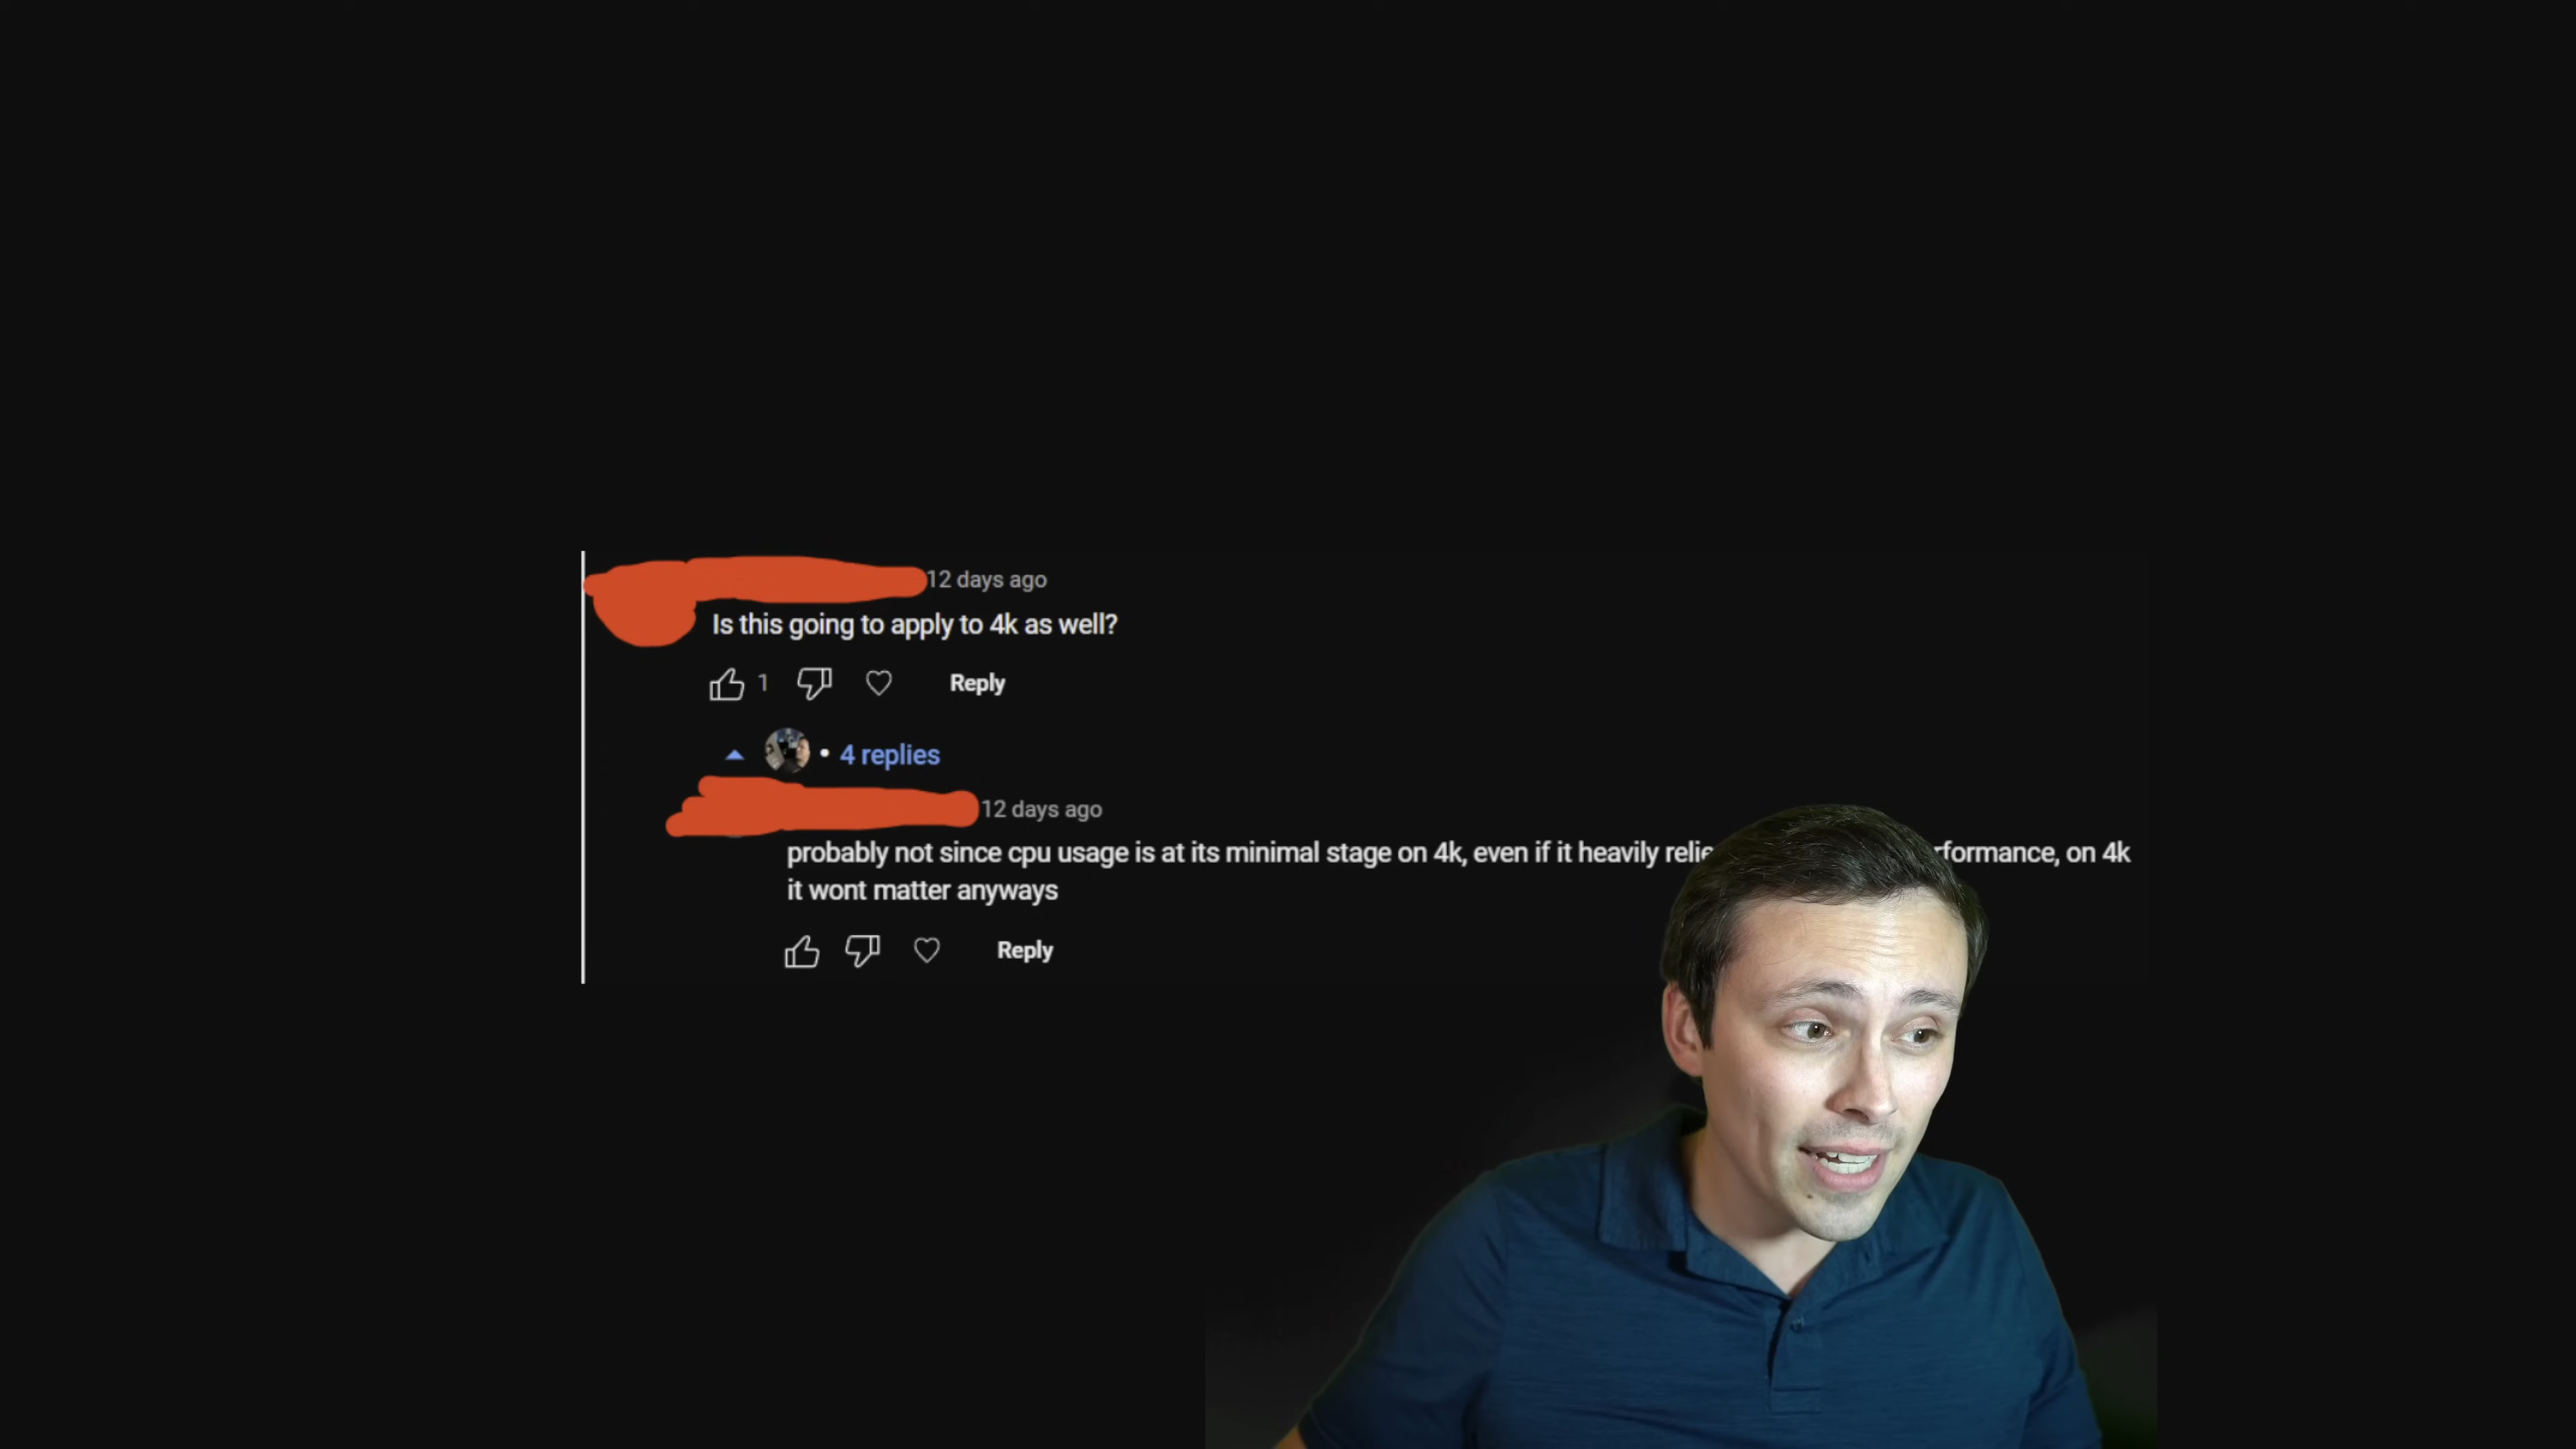 12 days ago
Is this going to apply to 4k as well?
1 Reply
• 4 replies
12 days ago
probably not since cpu usage is at its minimal stage on 4k, even if it heavily on 4k
it wont matter anyways
Reply